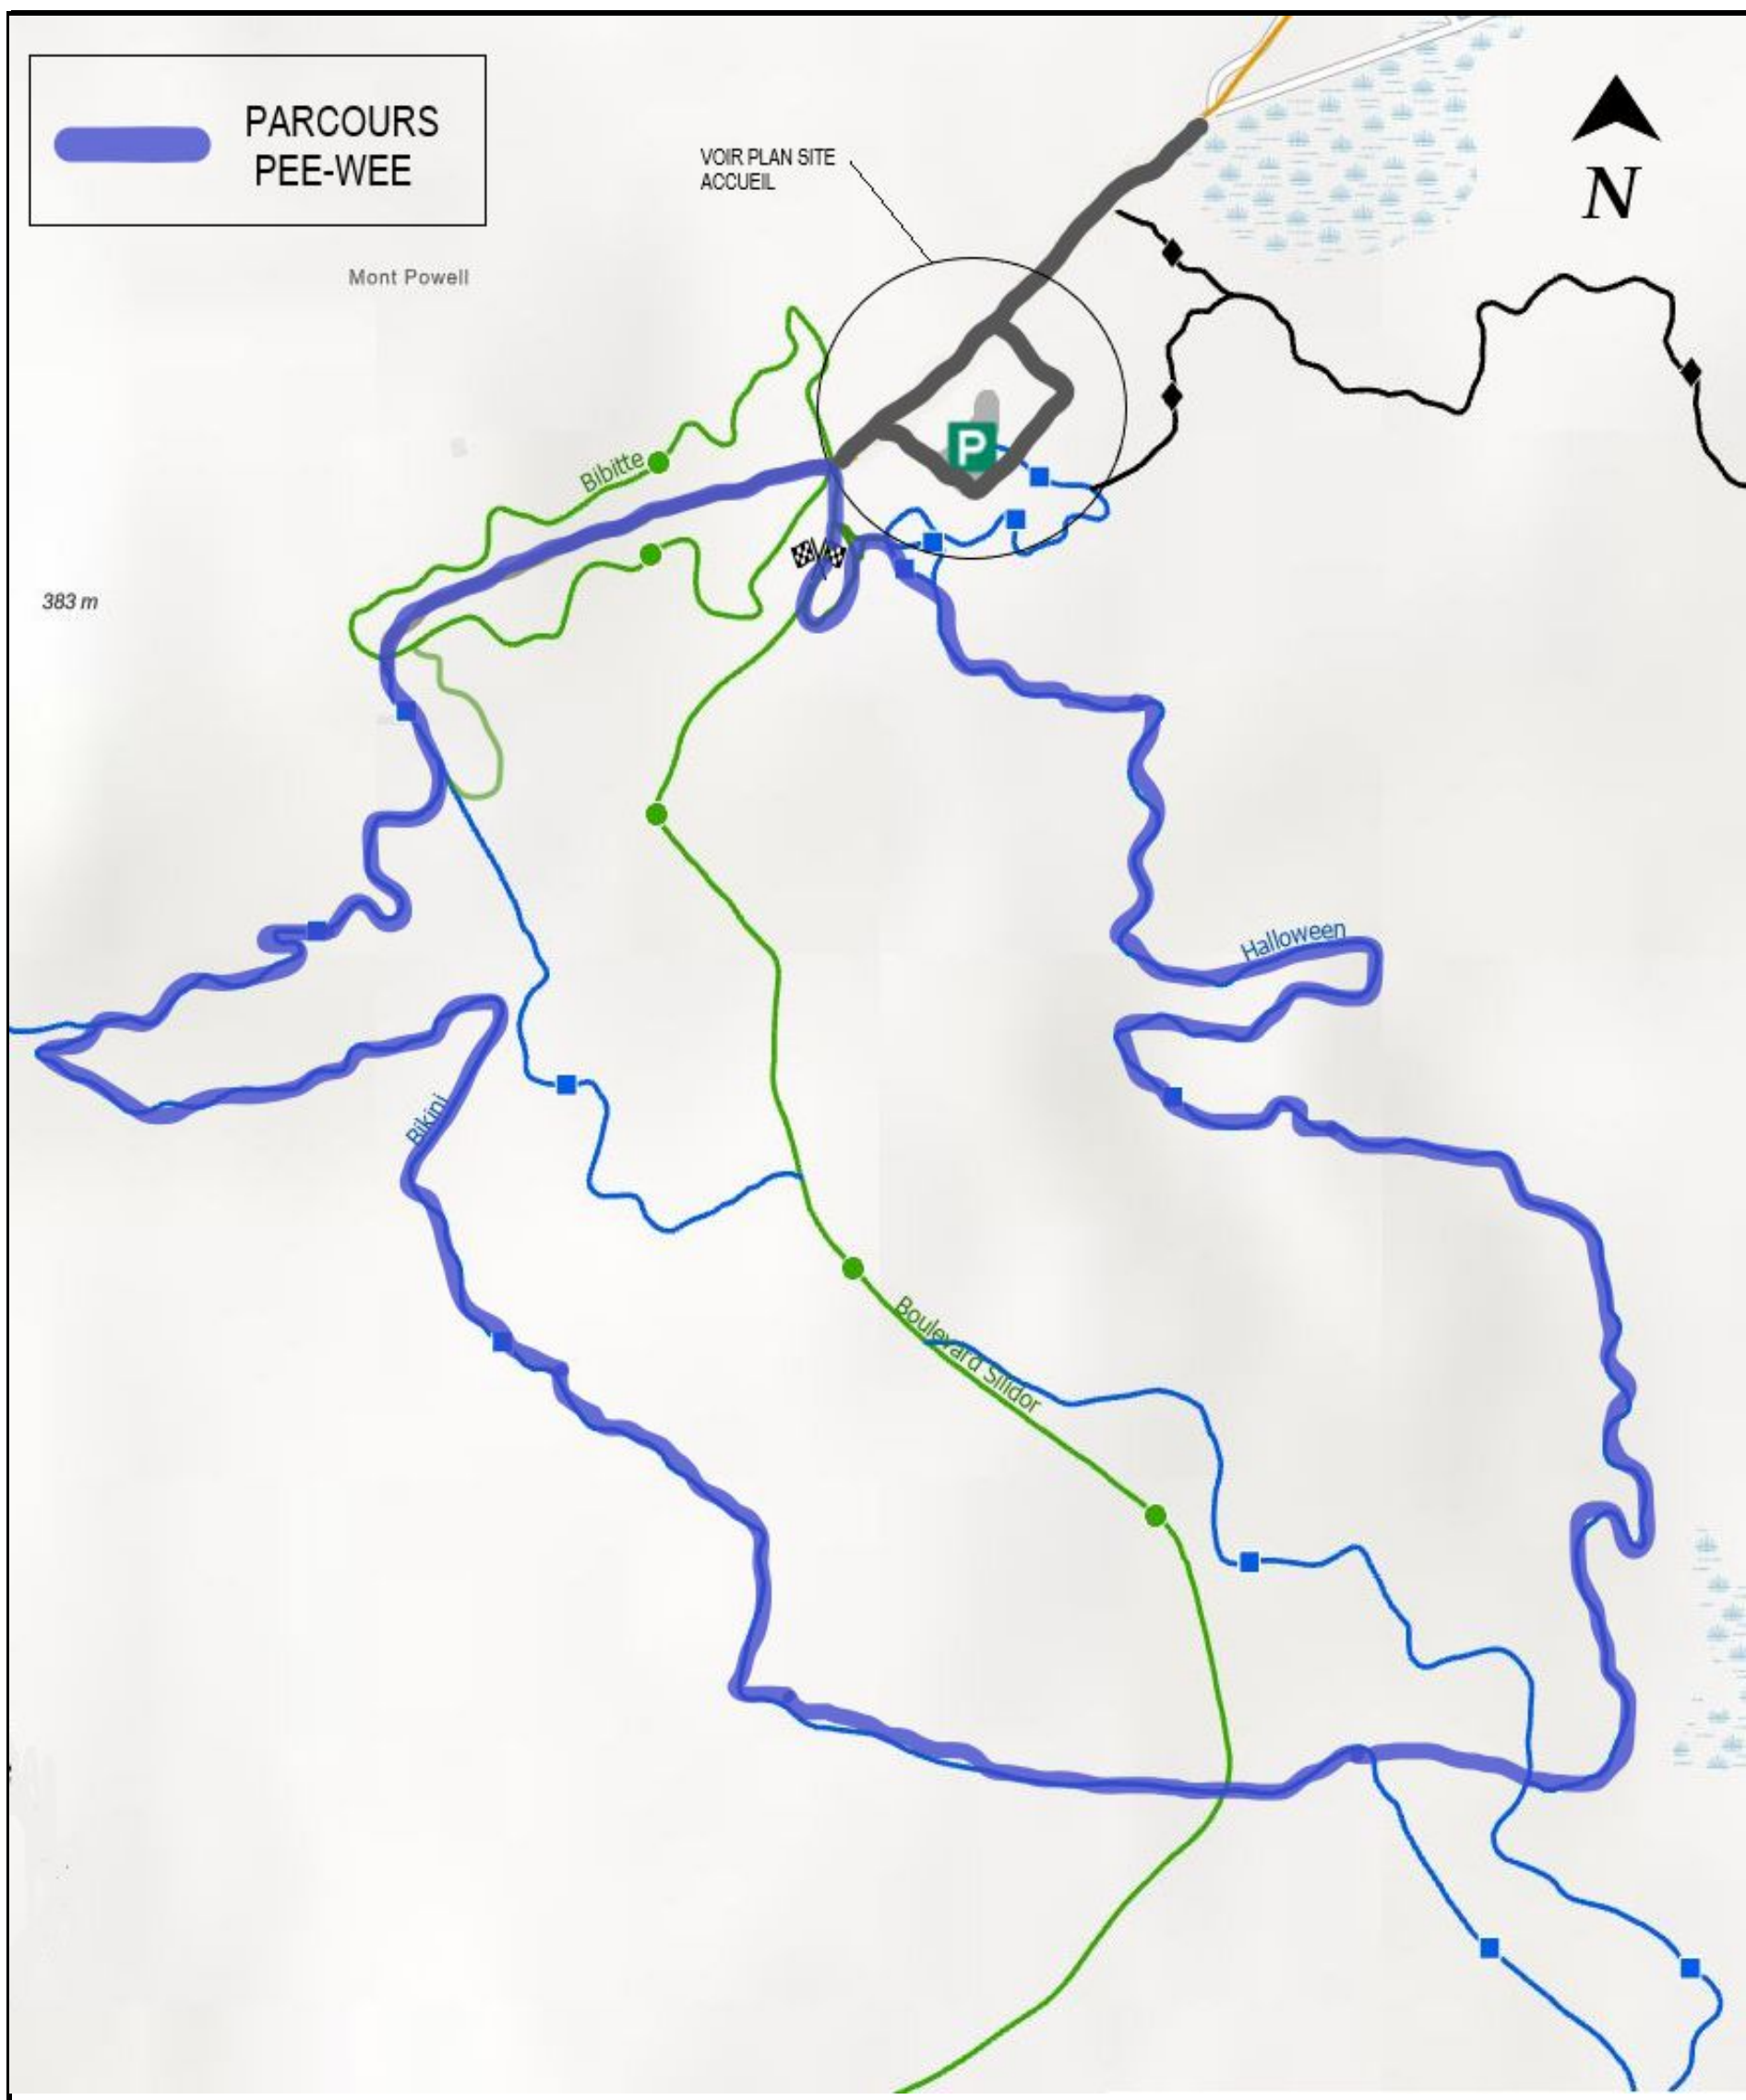 PARCOURS
PEE-WEE
VOIR PLAN SITE
ACCUEIL
N
Mont Powell
P
Bibitte
383 m
Halloween
Bikini
Boulevard Silidor